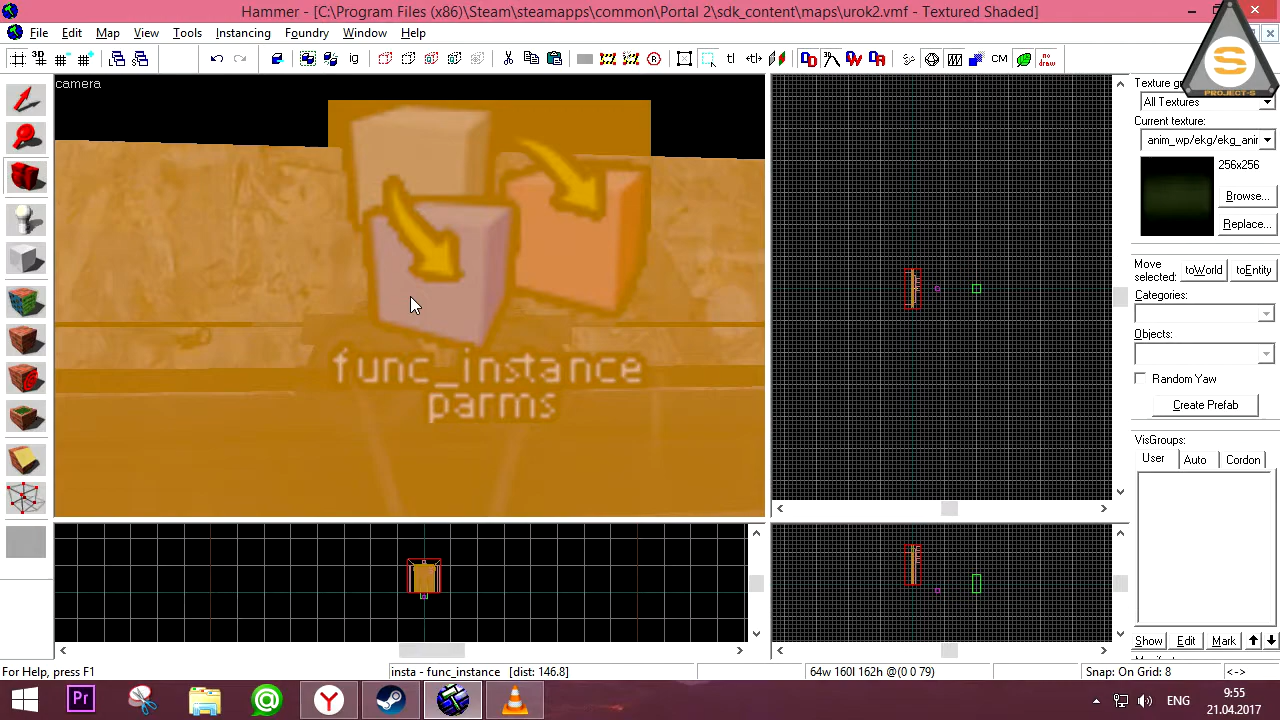 Hammer - [C:\Program Files (x86)\Steam\steamapps\common\Portal 2\sdk_content\maps\urok2.vmf - Textured Shaded]
File Edit Map View Tools Instancing Foundry Window Help
camera
func_instance
parms
S
PROJECT-S
Texture g
All Textures
Current texture:
anim_wp/ekg/ekg_anir
256x256
Browse...
Replace...
Move
selected:
toWorld
toEntity
Categories:
Objects:
Random Yaw
Create Prefab
VisGroups:
User Auto Cordon
Show Edit Mark
For Help, press F1
insta - func_instance [dist: 146.8]
64w 160l 162h @(0 0 79)
Snap: On Grid: 8
<->
ENG
9:55
21.04.2017